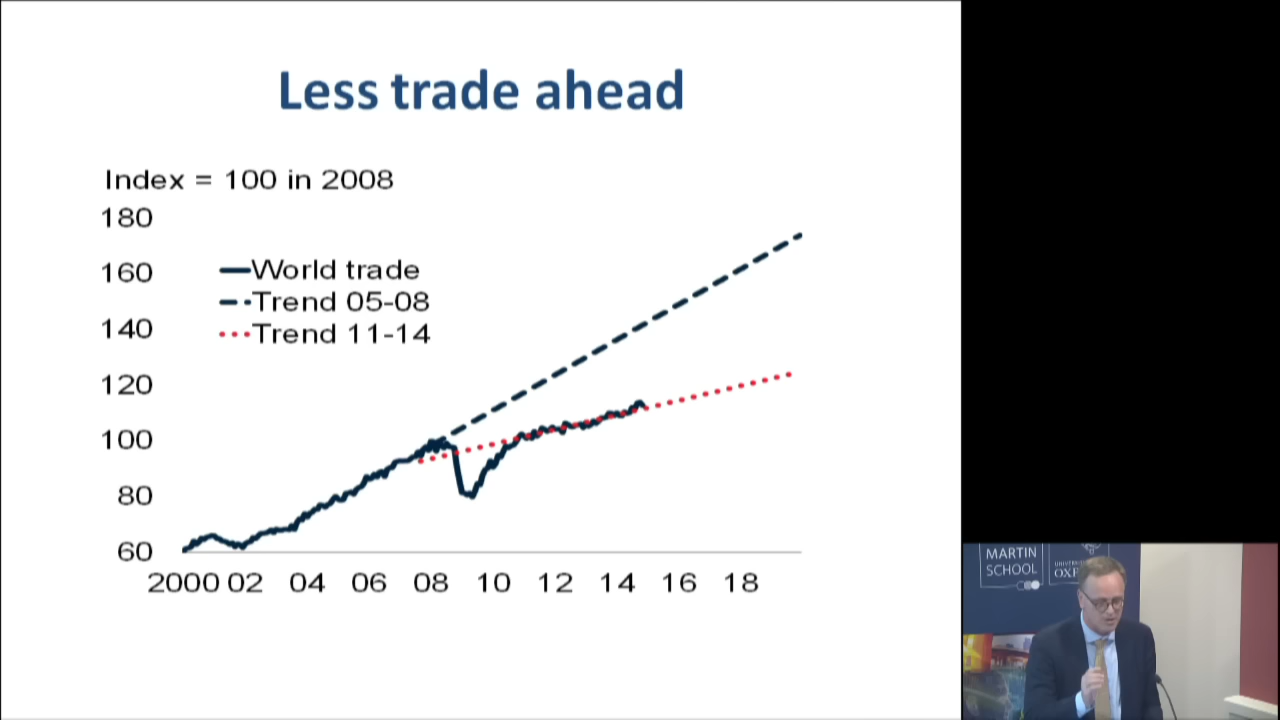 Less trade ahead
Index = 100 in 2008
180
160
140
120
100
80
60
World trade
Trend 05-08
Trend 11-14
2000 02 04 06 08 10 12 14 16 18
MARTIN
SCHOOL